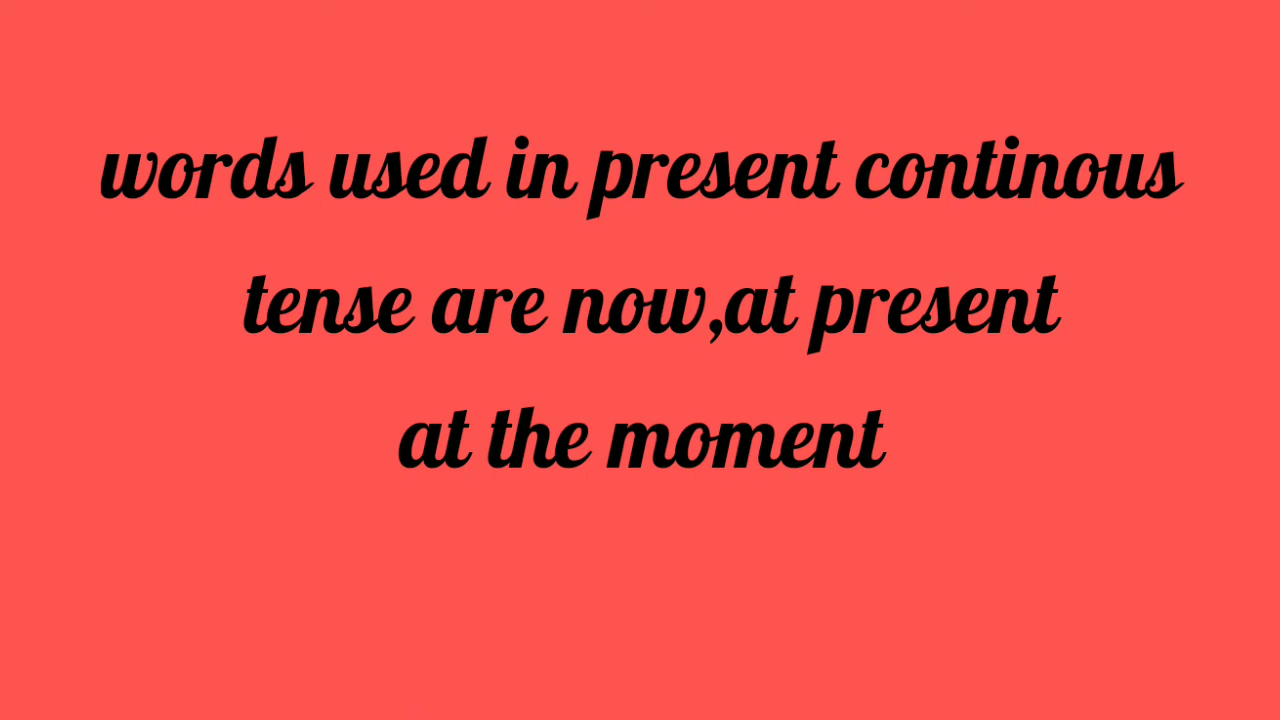 words used in present continous
tense are now,at present
at the moment